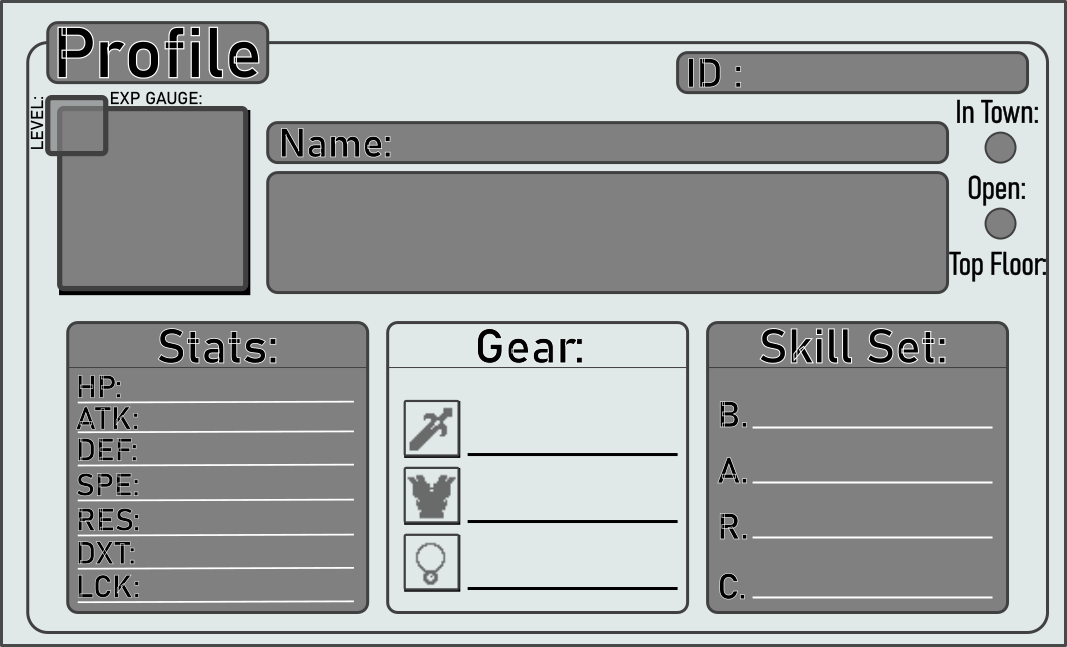 Profile
ID :
LEVEL:
EXP GAUGE:
In Town:
Name:
Open:
Top Floor:
Stats:
HP:
ATK:
DEF:
SPE:
RES:
DXT:
LCK:
Gear:
Skill Set:
B.
A.
R.
C.